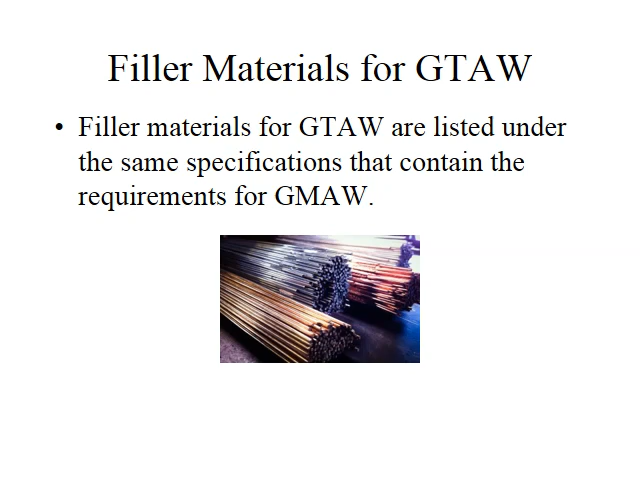 Filler Materials for GTAW
• Filler materials for GTAW are listed under
the same specifications that contain the
requirements for GMAW.